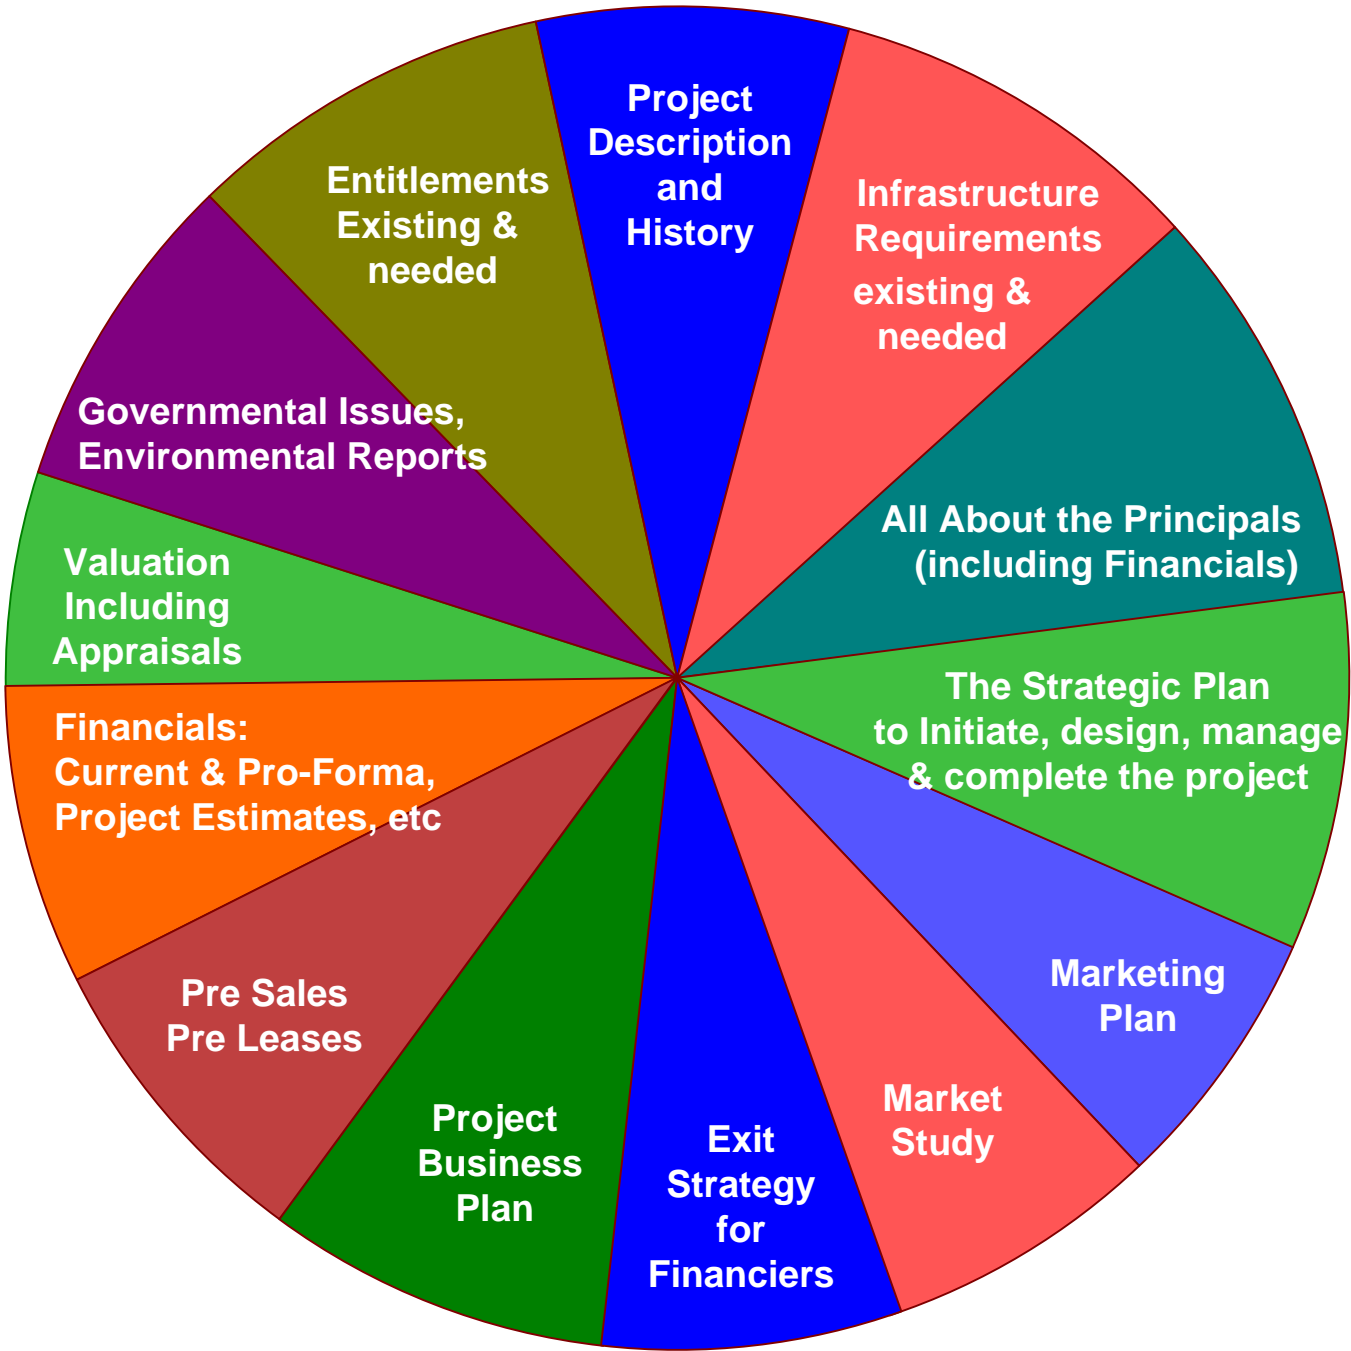 Project
Description
and
History
Infrastructure
Requirements
existing &
needed
All About the Principals
(including Financials)
The Strategic Plan
to Initiate, design, manage
& complete the project
Marketing
Plan
Market
Study
Exit
Strategy
for
Financiers
Project
Business
Plan
Pre Sales
Pre Leases
Financials:
Current & Pro-Forma,
Project Estimates, etc
Valuation
Including
Appraisals
Governmental Issues,
Environmental Reports
Entitlements
Existing &
needed